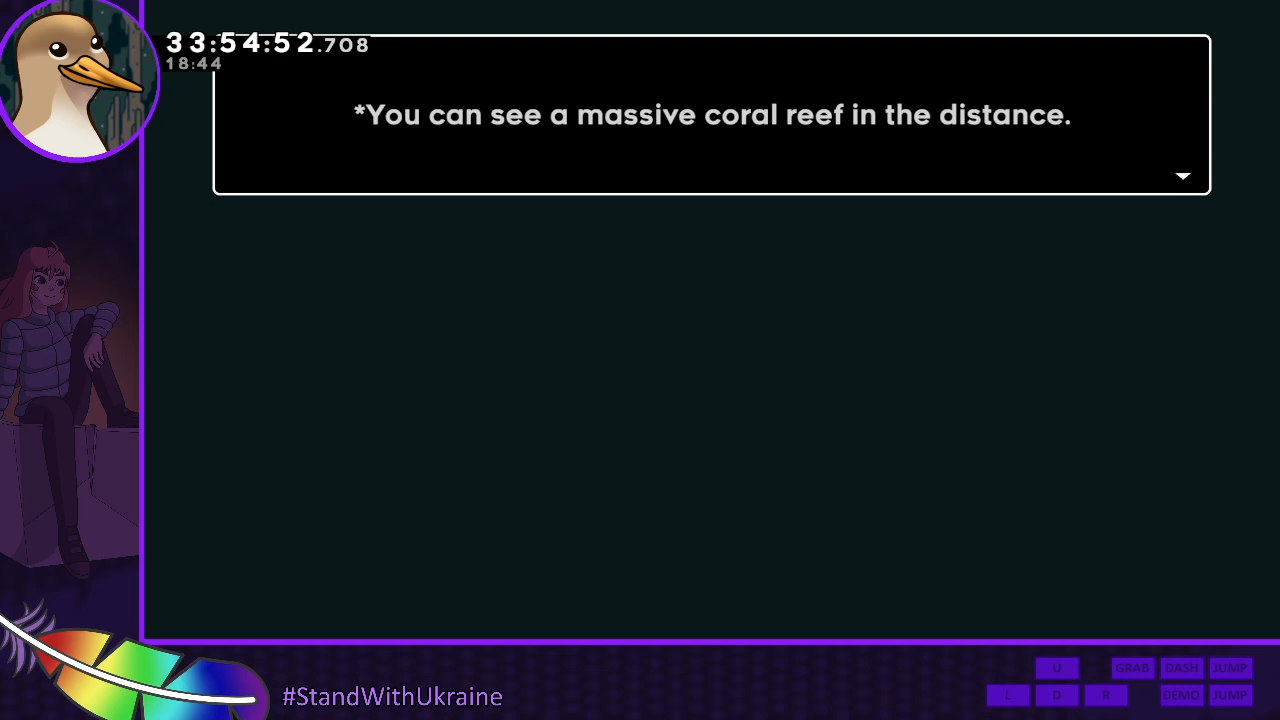 33:54:52.708
18:44
*You can see a massive coral reef in the distance.
#StandWithUkraine
U GRAB DASH JUMP
L D R DEMO JUMP